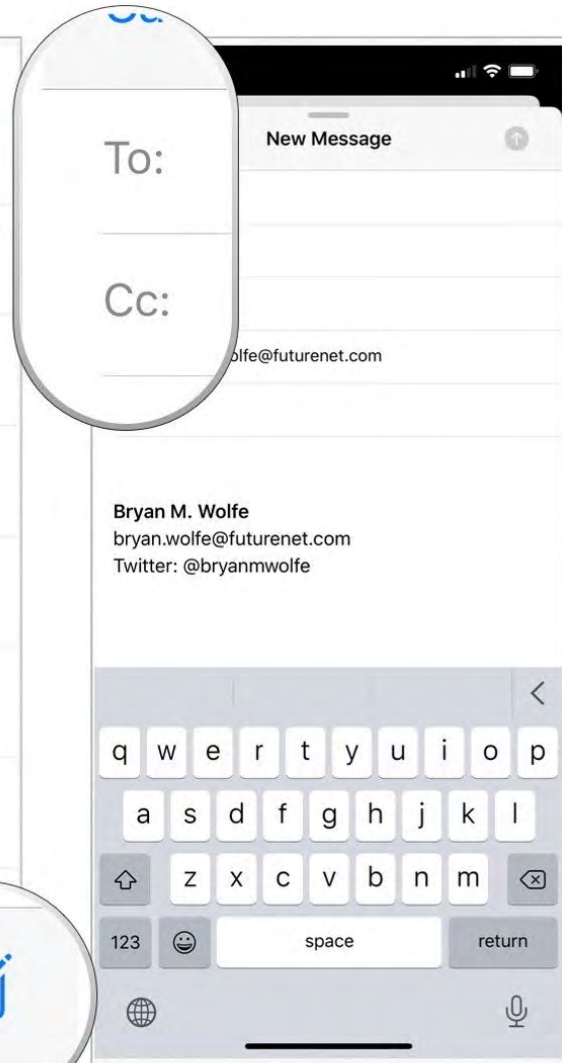 New Message
To:
Cc:
olfe@futurenet.com
Bryan M. Wolfe
bryan.wolfe@futurenet.com
Twitter: @bryanmwolfe
q w e r t y u i o p
a s d f g h j k l
z x c v b n m
123 space return